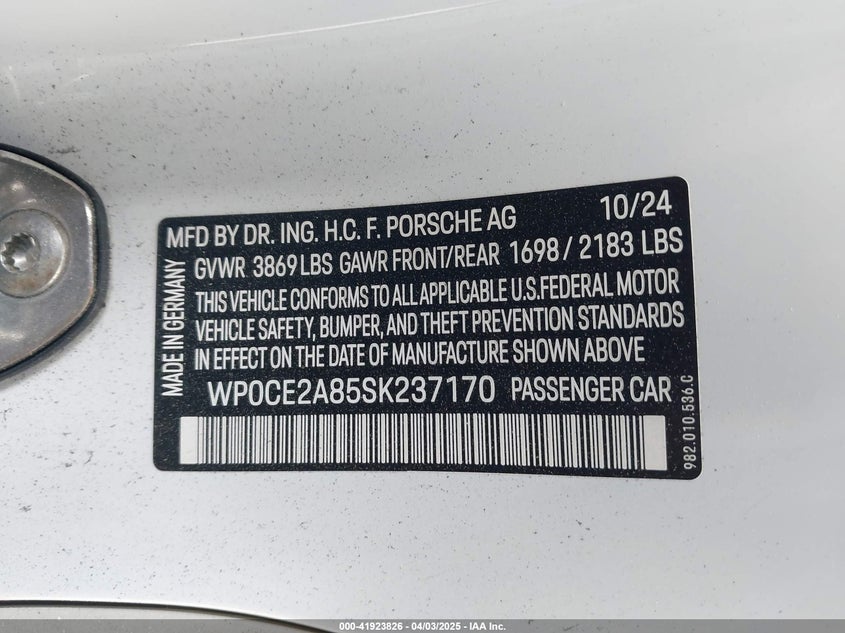 MFD BY DR. ING. H.C. F. PORSCHE AG 10/24
GVWR 3869 LBS GAWR FRONT/REAR 1698 / 2183 LBS
THIS VEHICLE CONFORMS TO ALL APPLICABLE U.S. FEDERAL MOTOR
VEHICLE SAFETY, BUMPER, AND THEFT PREVENTION STANDARDS
IN EFFECT ON THE DATE OF MANUFACTURE SHOWN ABOVE
WP0CE2A85SK237170 PASSENGER CAR
MADE IN GERMANY
982.010.536.C
000-41923826 - 04/03/2025 - IAA Inc.